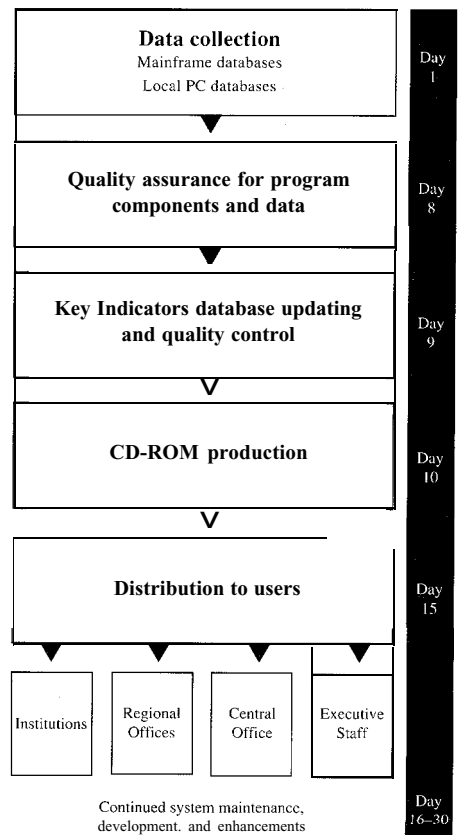 Data collection
Mainframe databases
Local PC databases
Day
1
Quality assurance for program
components and data
Day
8
Key Indicators database updating
and quality control
Day
9
CD-ROM production
Day
10
Distribution to users
Day
15
Institutions
Regional
Offices
Central
Office
Executive
Staff
Continued system maintenance,
development. and enhancements
Day
16–30